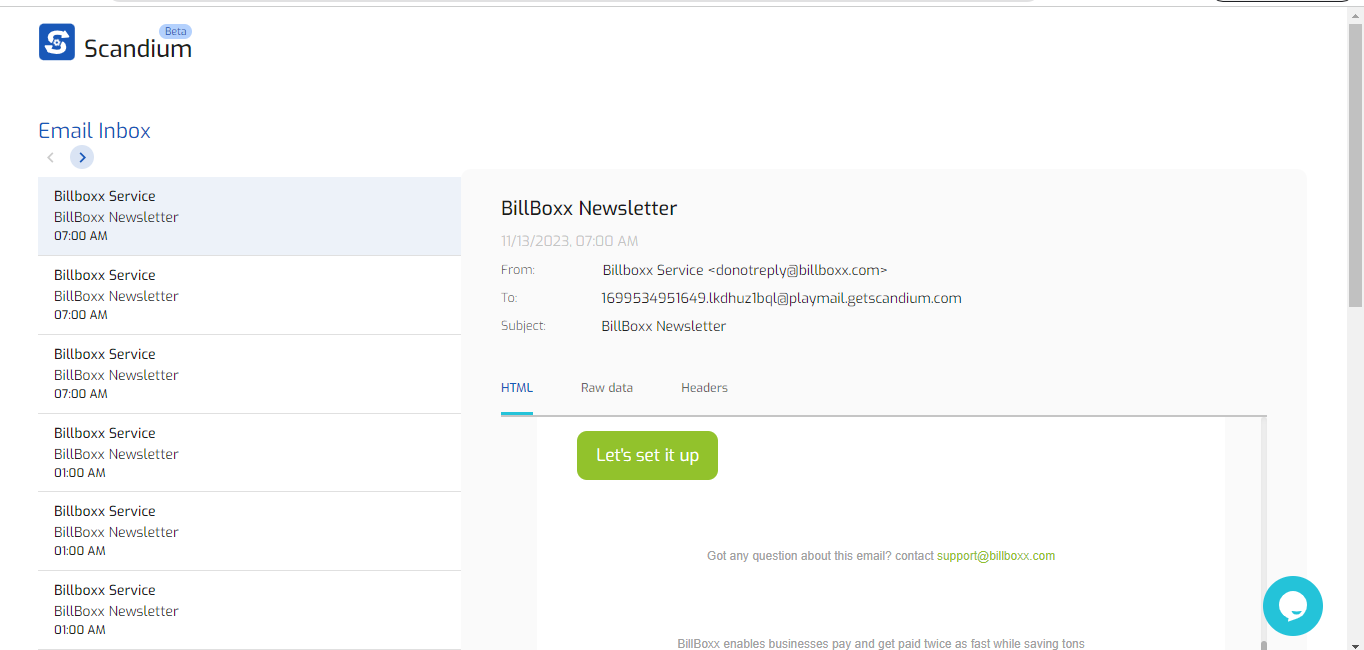 Beta
Scandium
Email Inbox
Billboxx Service
BillBoxx Newsletter
07:00 AM
Billboxx Service
BillBoxx Newsletter
07:00 AM
Billboxx Service
BillBoxx Newsletter
07:00 AM
Billboxx Service
BillBoxx Newsletter
01:00 AM
Billboxx Service
BillBoxx Newsletter
01:00 AM
Billboxx Service
BillBoxx Newsletter
01:00 AM
BillBoxx Newsletter
11/13/2023, 07:00 AM
From: Billboxx Service <donotreply@billboxx.com>
To: 1699534951649.lkdhuz1bql@playmail.getscandium.com
Subject: BillBoxx Newsletter
HTML Raw data Headers
Let's set it up
Got any question about this email? contact support@billboxx.com
BillBoxx enables businesses pay and get paid twice as fast while saving tons